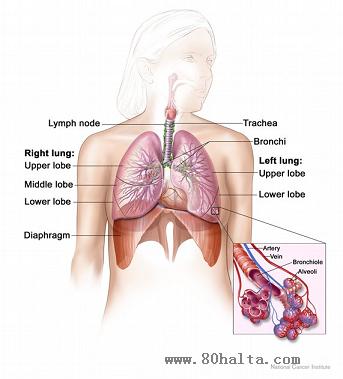 Lymph node
Trachea
Bronchi
Right lung:
Upper lobe
Middle lobe
Lower lobe
Left lung:
Upper lobe
Lower lobe
Diaphragm
Artery
Vein
Bronchiole
Alveoli
National Cancer Institute
www.80halta.com